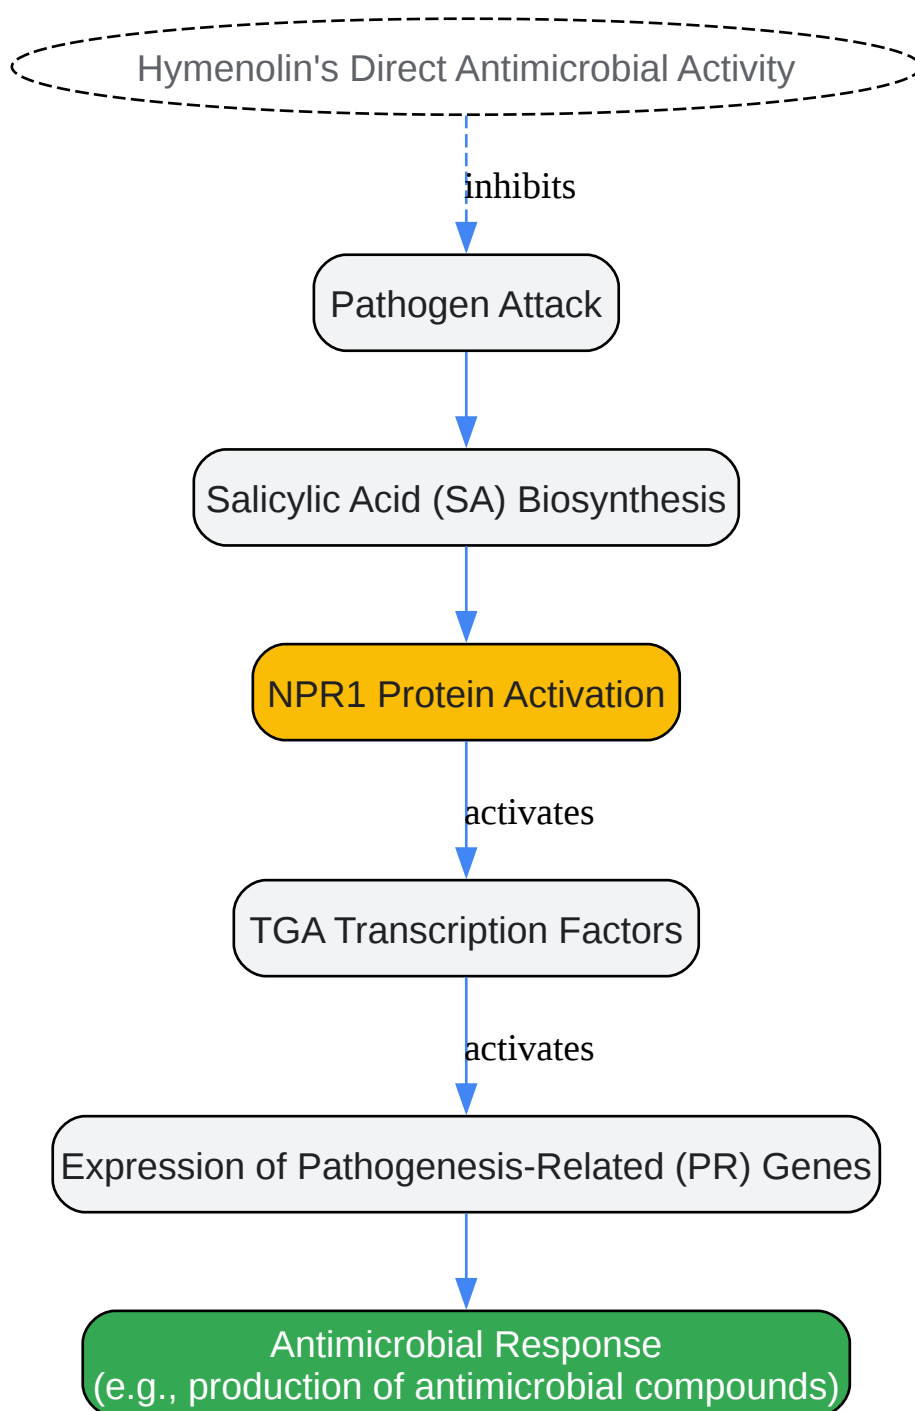 Hymenolin's Direct Antimicrobial Activity
inhibits
Pathogen Attack
Salicylic Acid (SA) Biosynthesis
NPR1 Protein Activation
activates
TGA Transcription Factors
activates
Expression of Pathogenesis-Related (PR) Genes
Antimicrobial Response
(e.g., production of antimicrobial compounds)